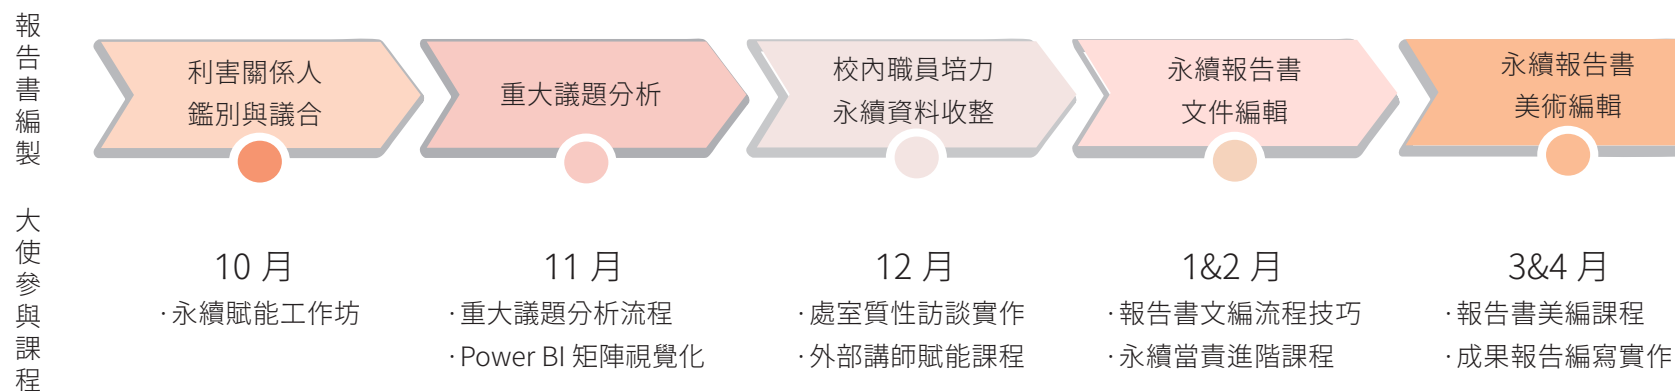 報告書編製
利害關係人
鑑別與議合
重大議題分析
校內職員培力
永續資料收整
永續報告書
文件編輯
永續報告書
美術編輯
大使參與課程
10 月
·永續賦能工作坊
11 月
·重大議題分析流程
·Power BI 矩陣視覺化
12 月
·處室質性訪談實作
·外部講師賦能課程
1&2 月
·報告書文編流程技巧
·永續當責進階課程
3&4 月
·報告書美編課程
·成果報告編寫實作